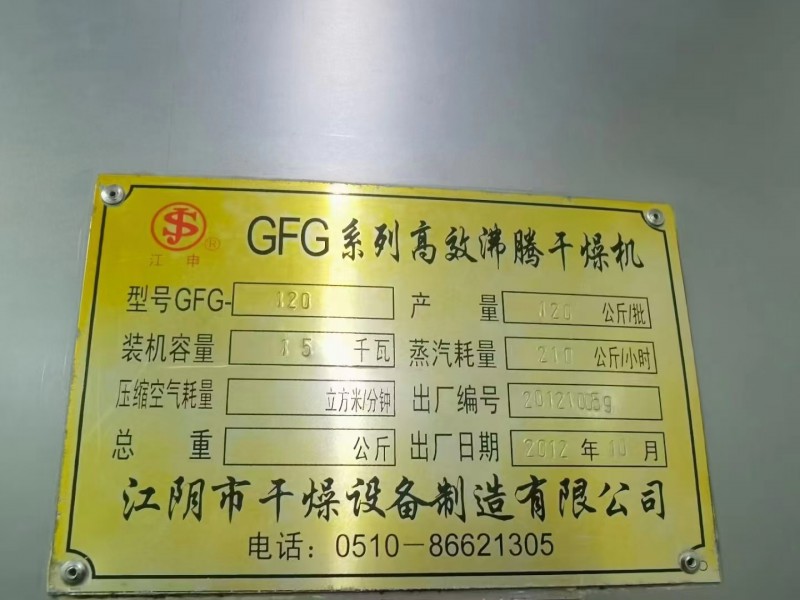 江申®
GFG系列高效沸腾干燥机
型号GFG- 120 产量 120 公斤/批
装机容量 15 千瓦 蒸汽耗量 210 公斤/小时
压缩空气耗量 立方米/分钟 出厂编号
总重 公斤 出厂日期 2012 年 10 月
江阴市干燥设备制造有限公司
电话：0510-86621305